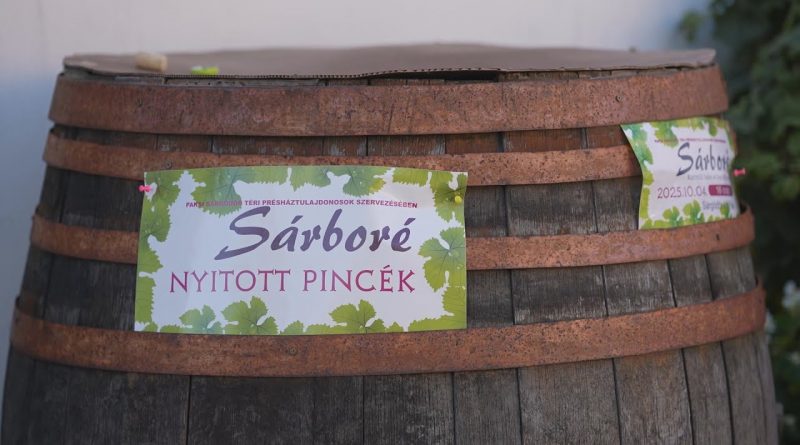 PAKSI SÁRGÖDÖR TÉRI PRÉSHÁZTULAJDONOSOK SZERVEZÉSÉBEN
Sárboré
NYITOTT PINCÉK
Sárboré
2025.10.04